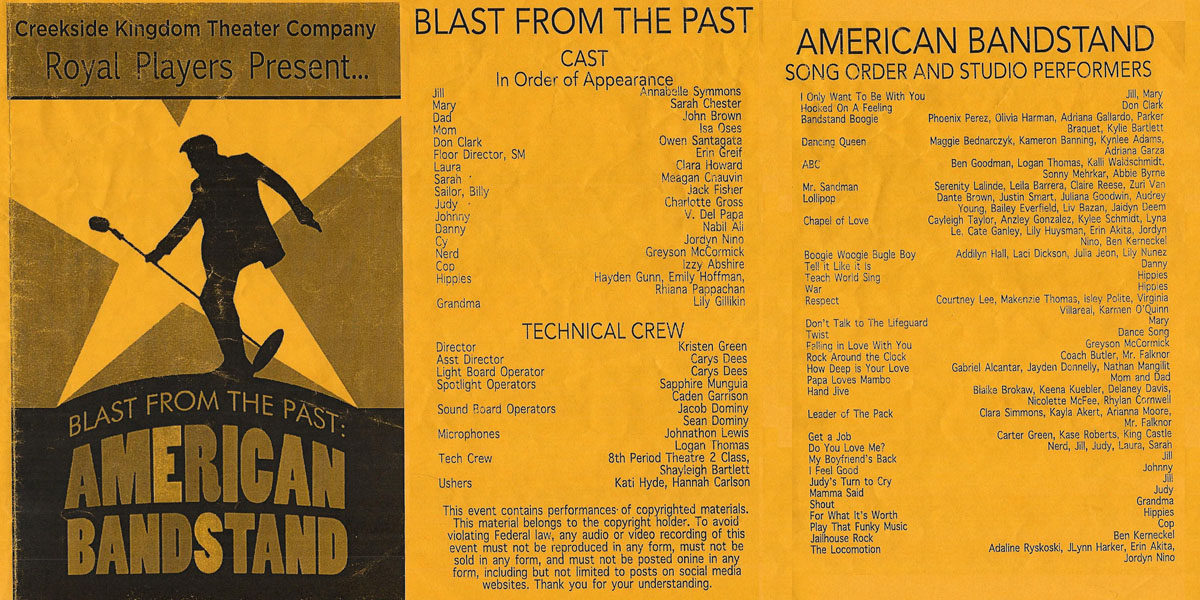 Creekside Kingdom Theater Company
Royal Players Present...
BLAST FROM THE PAST:
AMERICAN
BANDSTAND
BLAST FROM THE PAST
CAST
In Order of Appearance
Jill Annabelle Symmons
Mary Sarah Chester
Dad John Brown
Mom Isa Oses
Don Clark Owen Santagata
Floor Director, SM Erin Greif
Laura Clara Howard
Sarah Meagan Chauvin
Sailor, Billy Jack Fisher
Judy Charlotte Gross
Johnny V. Del Papa
Danny Nabil Ali
Cy Jordyn Nino
Nerd Greyson McCormick
Cop Izzy Abshire
Hippies Hayden Gunn, Emily Hoffman,
Rhiana Pappachan
Grandma Lily Gillikin
TECHNICAL CREW
Director Kristen Green
Asst Director Carys Dees
Light Board Operator Carys Dees
Spotlight Operators Sapphire Munguia
Caden Garrison
Sound Board Operators Jacob Dominy
Sean Dominy
Microphones Johnathon Lewis
Logan Thomas
Tech Crew 8th Period Theatre 2 Class,
Shayleigh Bartlett
Ushers Kati Hyde, Hannah Carlson
This event contains performances of copyrighted materials.
This material belongs to the copyright holder. To avoid
violating Federal law, any audio or video recording of this
event must not be reproduced in any form, must not be
sold in any form, and must not be posted onine in any
form, including but not limited to posts on social media
websites. Thank you for your understanding.
AMERICAN BANDSTAND
SONG ORDER AND STUDIO PERFORMERS
I Only Want To Be With You Jill, Mary
Hooked On A Feeling Don Clark
Bandstand Boogie Phoenix Perez, Olivia Harman, Adriana Gallardo, Parker
Braquet, Kylie Bartlett
Dancing Queen Maggie Bednarczyk, Kameron Banning, Kynlee Adams,
Adriana Garza
ABC Ben Goodman, Logan Thomas, Kalli Waldschmidt,
Sonny Mehrkar, Abbie Byrne
Mr. Sandman Serenity Lalinde, Leila Barrera, Claire Reese, Zuri Van
Lollipop Dante Brown, Justin Smart, Juliana Goodwin, Audrey
Young, Bailey Everfield, Liv Bazan, Jaidyn Deem
Chapel of Love Cayleigh Taylor, Anzley Gonzalez, Kylee Schmidt, Lyna
Le, Cate Ganley, Lily Huysman, Erin Akita, Jordyn
Nino, Ben Kerneckel
Boogie Woogie Bugle Boy Addilyn Hall, Laci Dickson, Julia Jeon, Lily Nunez
Tell it Like it Is Danny
Teach World Sing Hippies
War Hippies
Respect Courtney Lee, Makenzie Thomas, Isley Polite, Virginia
Villareal, Karmen O'Quinn
Don't Talk to The Lifeguard Mary
Twist Dance Song
Falling in Love With You Greyson McCormick
Rock Around the Clock Coach Butler, Mr. Falknor
How Deep is Your Love Gabriel Alcantar, Jayden Donnelly, Nathan Mangilit
Papa Loves Mambo Mom and Dad
Hand Jive Blaike Brokaw, Keena Kuebler, Delaney Davis,
Nicolette McFee, Rhylan Cornwell
Leader of The Pack Clara Simmons, Kayla Akert, Arianna Moore,
Mr. Falknor
Get a Job Carter Green, Kase Roberts, King Castle
Do You Love Me? Nerd, Jill, Judy, Laura, Sarah
My Boyfriend's Back Jill
I Feel Good Johnny
Judy's Turn to Cry Jill
Mamma Said Judy
Shout Grandma
For What It's Worth Hippies
Play That Funky Music Cop
Jailhouse Rock Ben Kerneckel
The Locomotion Adaline Ryskoski, JLynn Harker, Erin Akita,
Jordyn Nino